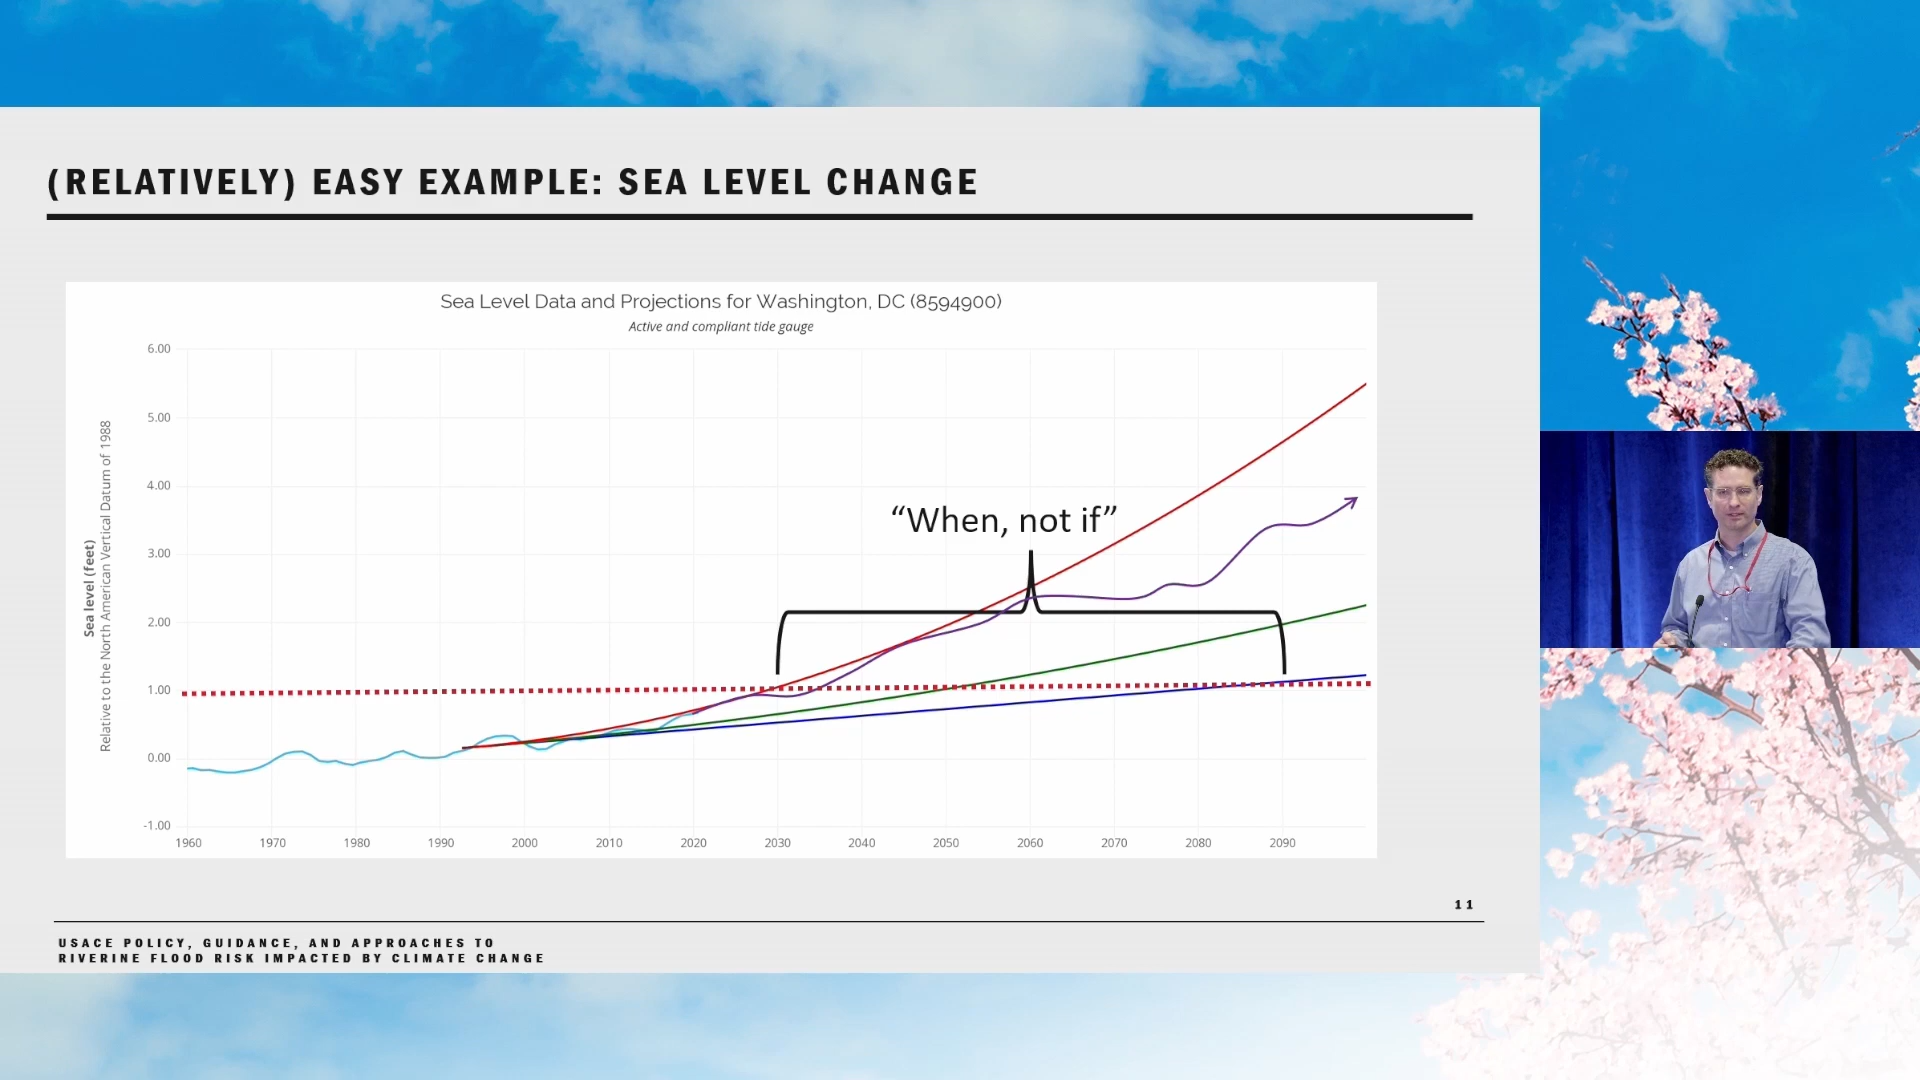 (RELATIVELY) EASY EXAMPLE: SEA LEVEL CHANGE
Sea Level Data and Projections for Washington, DC (8594900)
Active and compliant tide gauge
Sea level (feet)
Relative to the North American Vertical Datum of 1988
6.00
5.00
4.00
3.00
2.00
1.00
0.00
-1.00
“When, not if”
1960 1970 1980 1990 2000 2010 2020 2030 2040 2050 2060 2070 2080 2090
11
USACE POLICY, GUIDANCE, AND APPROACHES TO
RIVERINE FLOOD RISK IMPACTED BY CLIMATE CHANGE